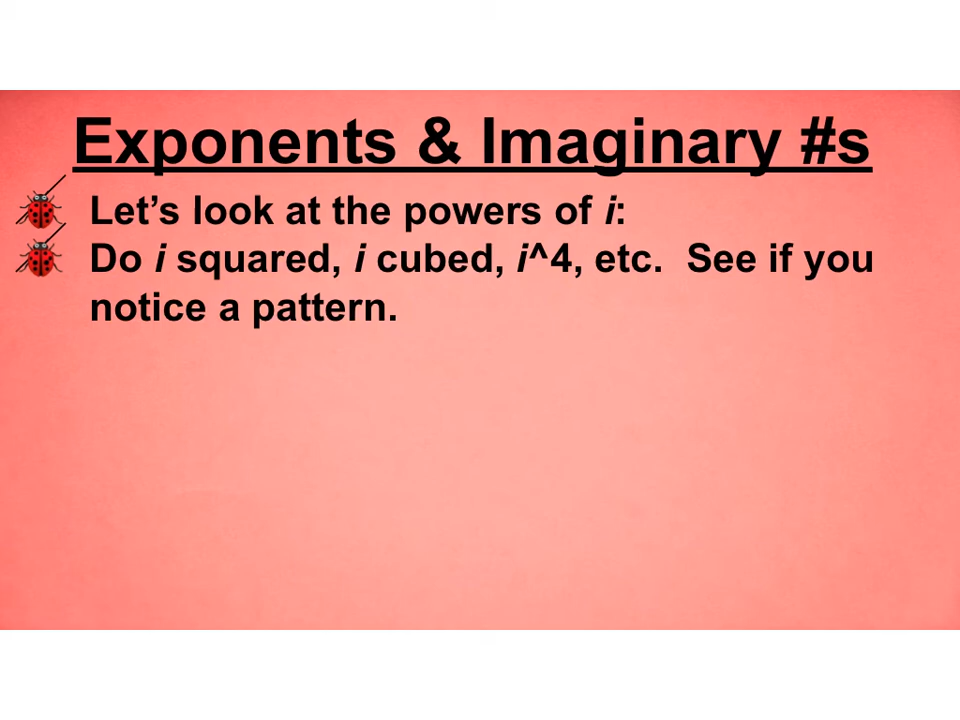 Exponents & Imaginary #s
Let’s look at the powers of i:
Do i squared, i cubed, i^4, etc.  See if you
notice a pattern.